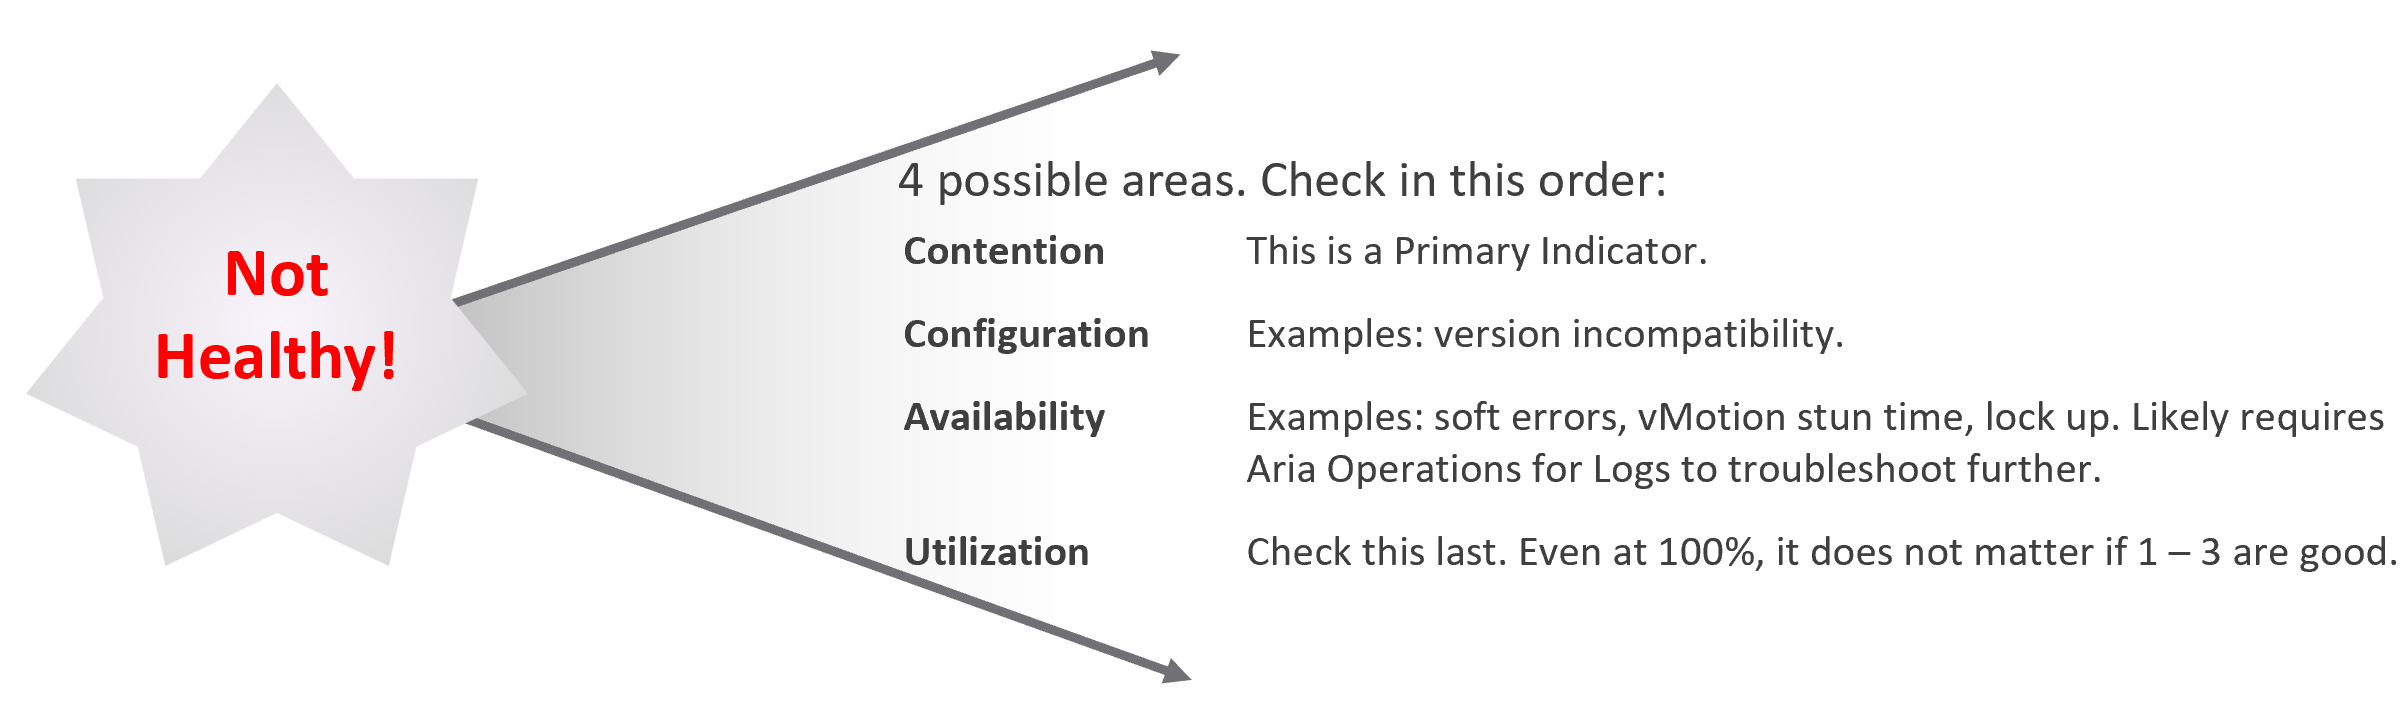 Not
Healthy!
4 possible areas. Check in this order:
Contention This is a Primary Indicator.
Configuration Examples: version incompatibility.
Availability Examples: soft errors, vMotion stun time, lock up. Likely requires
Aria Operations for Logs to troubleshoot further.
Utilization Check this last. Even at 100%, it does not matter if 1 – 3 are good.